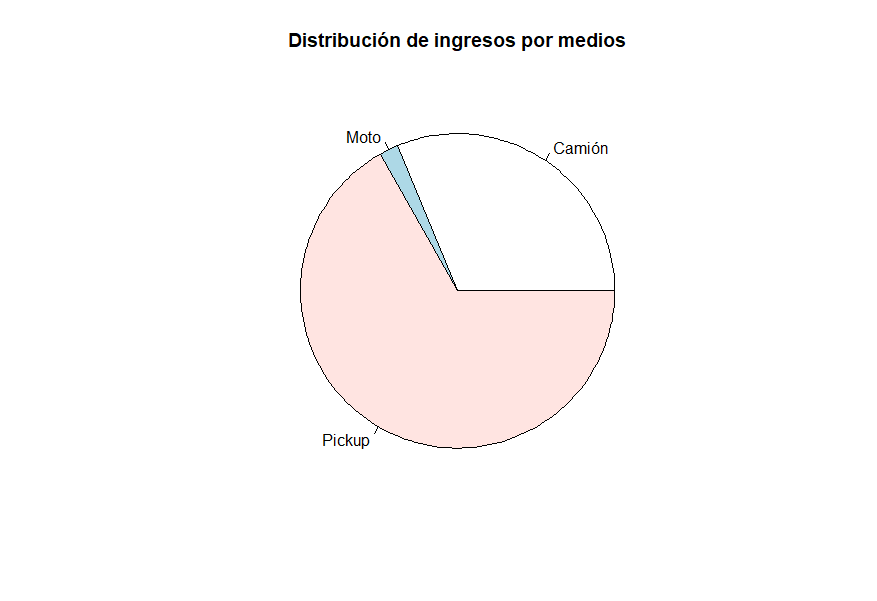 Distribución de ingresos por medios
Moto
Camión
Pickup